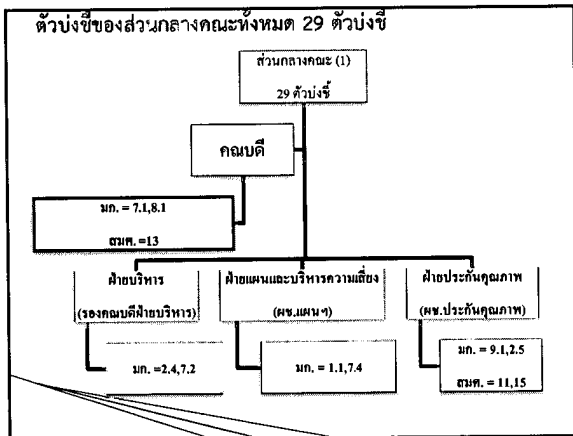 ตัวบ่งชี้ของส่วนกลางคณะทั้งหมด 29 ตัวบ่งชี้
ส่วนกลางคณะ (1)
29 ตัวบ่งชี้
คณบดี
มก. = 7.1,8.1
สมศ. =13
ฝ่ายบริหาร
(รองคณบดีฝ่ายบริหาร)
ฝ่ายแผนและบริหารความเสี่ยง
(ผช.แผนฯ)
ฝ่ายประกันคุณภาพ
(ผช.ประกันคุณภาพ)
มก. =2.4,7.2
มก. = 1.1,7.4
มก. = 9.1,2.5
สมศ. = 11,15